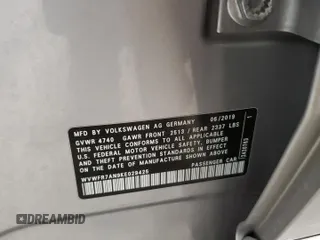 MFD. BY VOLKSWAGEN AG GERMANY 06/2019
GVWR 4740 GAWR FRONT 2513 / REAR 2337 LBS
THIS VEHICLE CONFORMS TO ALL APPLICABLE
U.S. FEDERAL MOTOR VEHICLE SAFETY, BUMPER
AND THEFT PREVENTION STANDARDS IN EFFECT
ON THE DATE OF MANUFACTURE SHOWN ABOVE.
WVWFR7AN9KE029426 PASSENGER CAR
DREAMBID